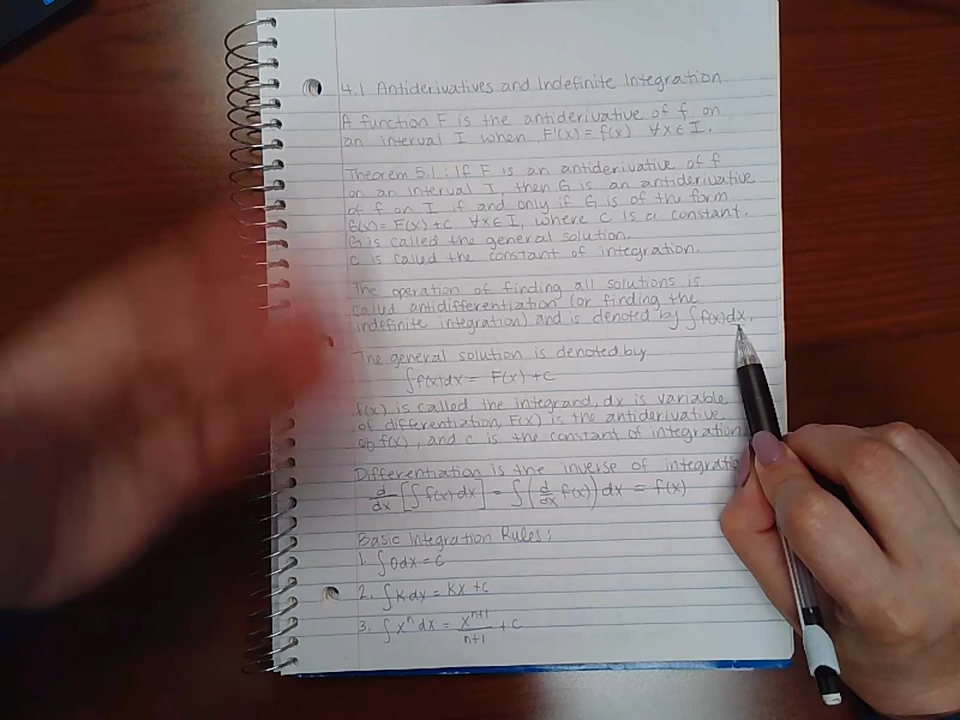 4.1 Antiderivatives and Indefinite Integration
A function F is the antiderivative of f on
an interval I when F'(x) = f(x) ∀x∈I.
Theorem 5.1: If F is an antiderivative of f
on an interval I, then G is an antiderivative
of f on I if and only if G is of the form
G(x) = F(x) + C ∀x∈I, where C is a constant.
G is called the general solution.
C is called the constant of integration.
The operation of finding all solutions is
called antidifferentiation (or finding the
indefinite integration) and is denoted by ∫f(x)dx.
The general solution is denoted by
∫f(x)dx = F(x) + C
f(x) is called the integrand, dx is variable
of differentiation, F(x) is the antiderivative
of f(x), and C is the constant of integration
Differentiation is the inverse of integratio
d/dx [∫f(x)dx] = ∫(d/dx f(x))dx = f(x)
Basic Integration Rules:
1. ∫0dx = C
2. ∫Kdx = Kx + C
3. ∫xⁿdx = xⁿ⁺¹/n+1 + C